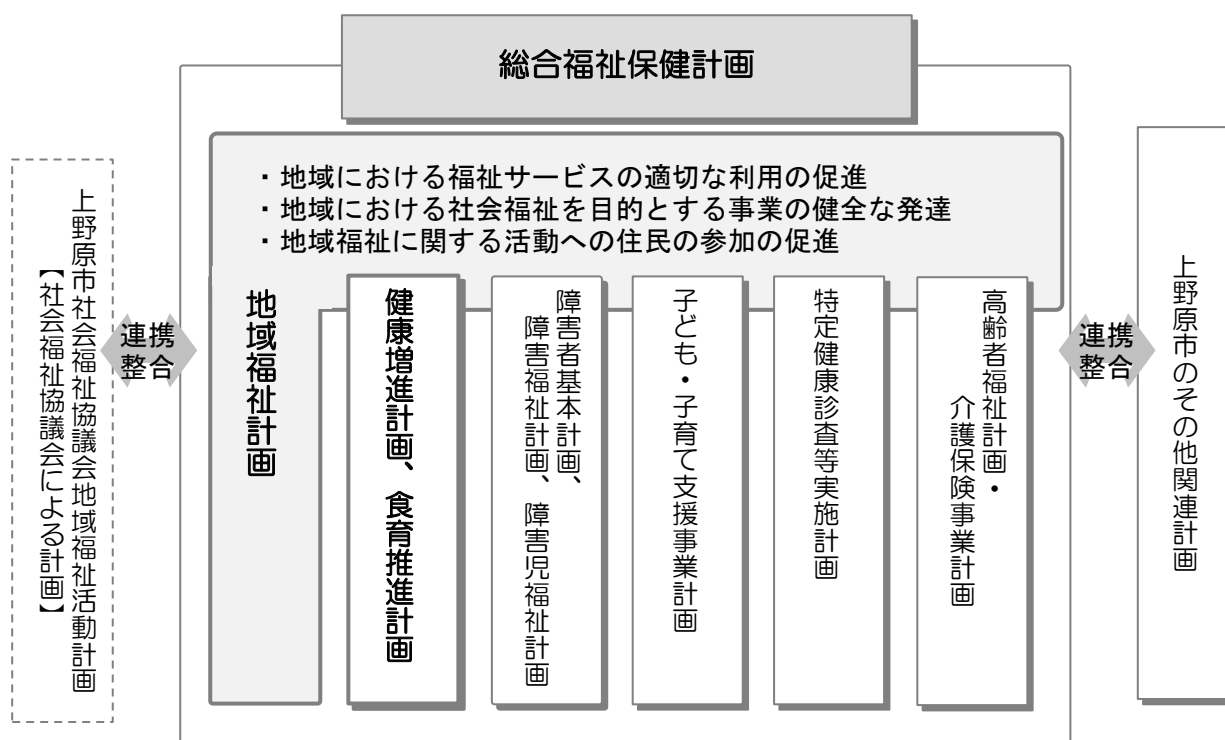 総合福祉保健計画
・地域における福祉サービスの適切な利用の促進
・地域における社会福祉を目的とする事業の健全な発達
・地域福祉に関する活動への住民の参加の促進
上野原市社会福祉協議会地域福祉活動計画
【社会福祉協議会による計画】
連携
整合
地域福祉計画
健康増進計画、食育推進計画
障害者基本計画、
障害福祉計画、障害児福祉計画
子ども・子育て支援事業計画
特定健康診査等実施計画
高齢者福祉計画・
介護保険事業計画
連携
整合
上野原市のその他関連計画